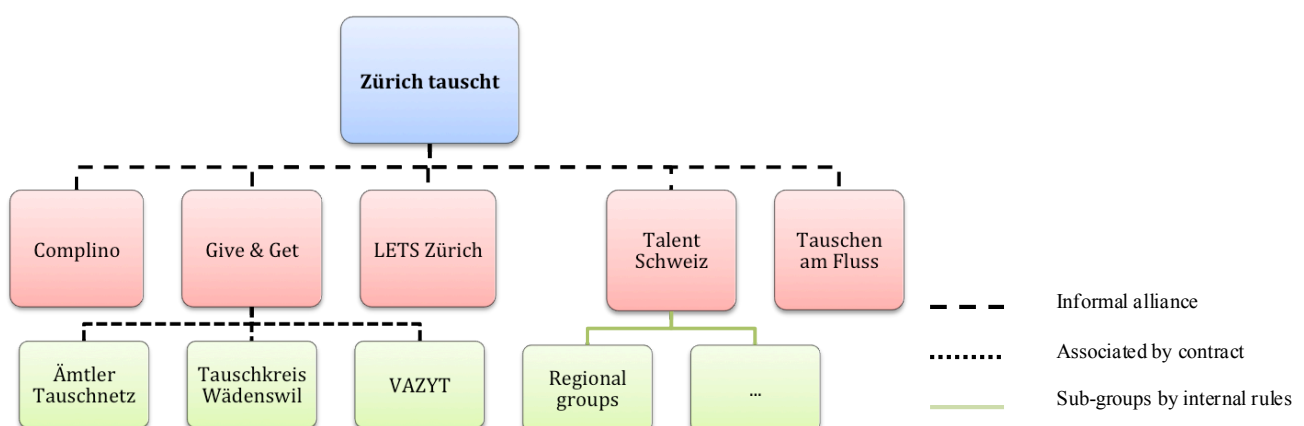 Zürich tauscht
Complino
Give & Get
LETS Zürich
Talent
Schweiz
Tauschen
am Fluss
Informal alliance
Associated by contract
Sub-groups by internal rules
Ämtler
Tauschnetz
Tauschkreis
Wädenswil
VAZYT
Regional
groups
...